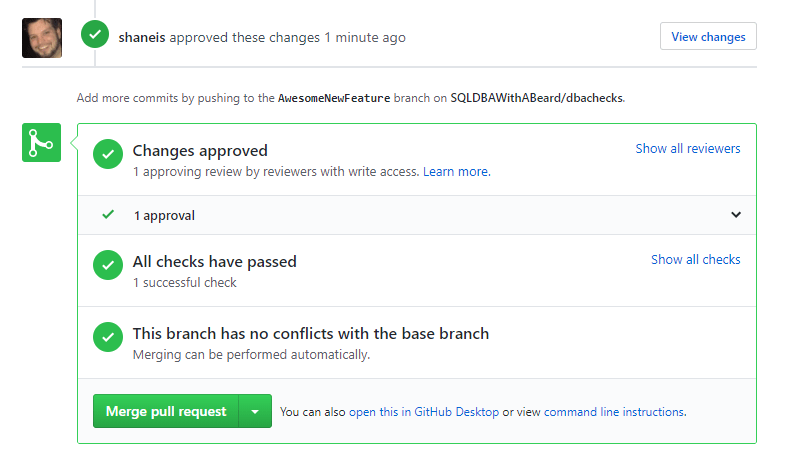 shaneis approved these changes 1 minute ago
View changes
Add more commits by pushing to the AwesomeNewFeature branch on SQLDBAWithABeard/dbachecks.
Changes approved
Show all reviewers
1 approving review by reviewers with write access. Learn more.
1 approval
All checks have passed
Show all checks
1 successful check
This branch has no conflicts with the base branch
Merging can be performed automatically.
Merge pull request
You can also open this in GitHub Desktop or view command line instructions.